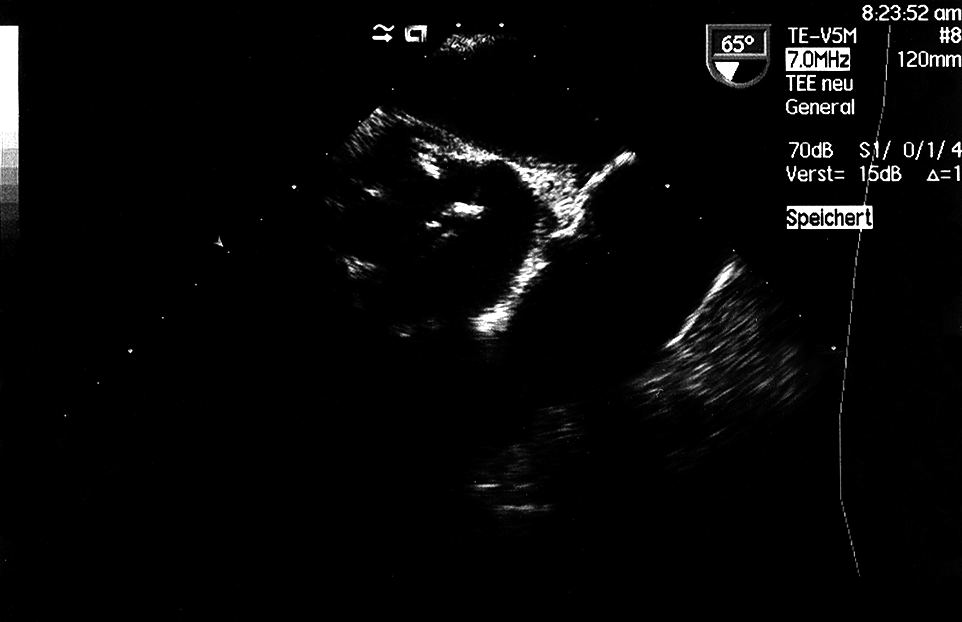 8:23:52 am
65° TE-V5M #8
7.0MHz 120mm
TEE neu
General
70dB S1/ 0/1/ 4
Verst= 15dB Δ=1
Speichert